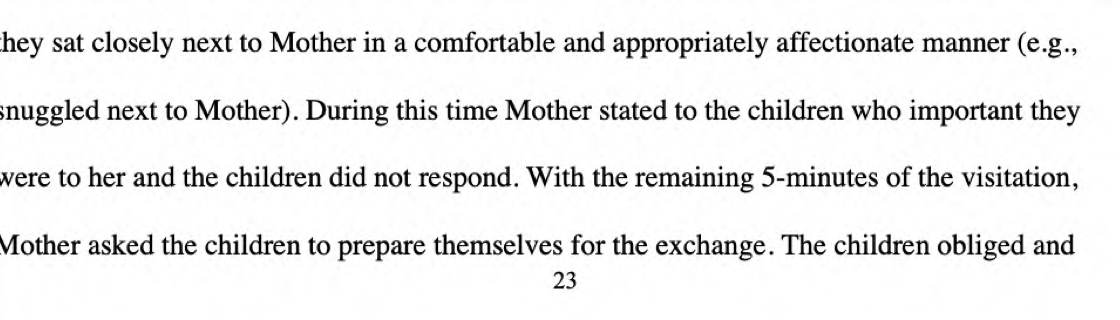 they sat closely next to Mother in a comfortable and appropriately affectionate manner (e.g.,
snuggled next to Mother). During this time Mother stated to the children who important they
were to her and the children did not respond. With the remaining 5-minutes of the visitation,
Mother asked the children to prepare themselves for the exchange. The children obliged and
23